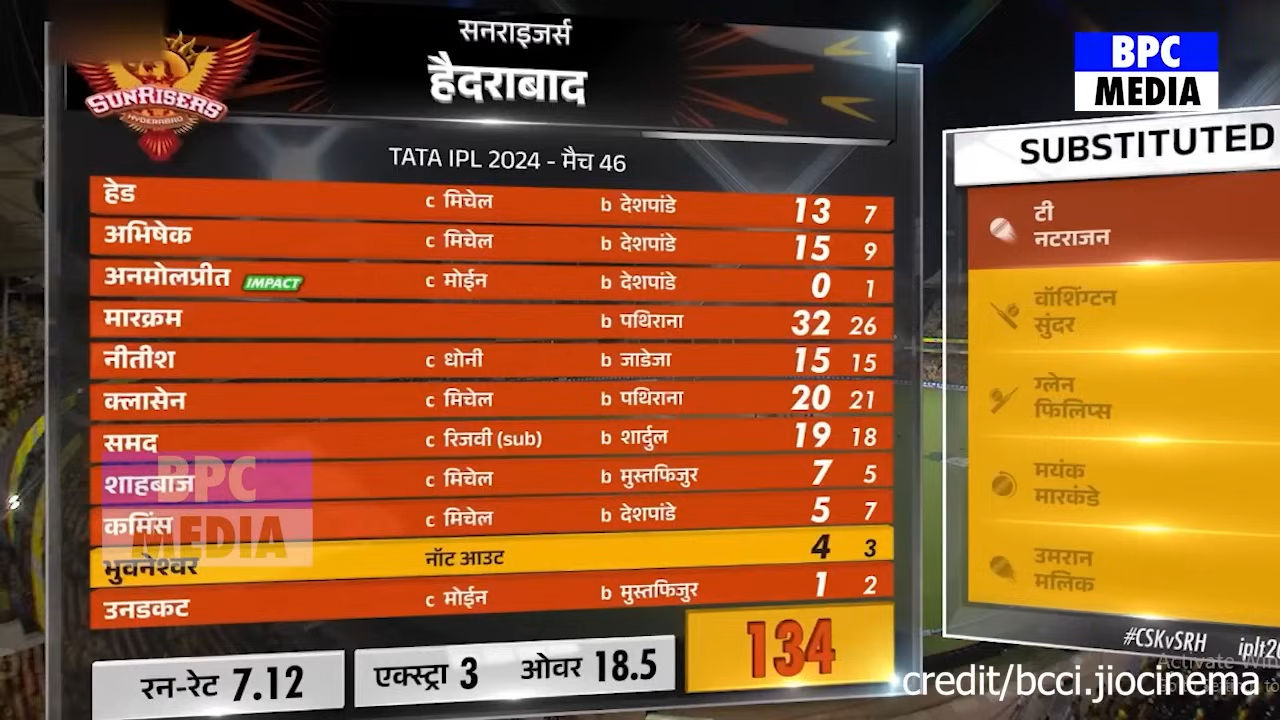 सनराइजर्स
हैदराबाद
SUNRISERS
HYDERABAD
BPC
MEDIA
TATA IPL 2024 - मैच 46
हेड c मिचेल b देशपांडे 13 7
अभिषेक c मिचेल b देशपांडे 15 9
अनमोलप्रीत IMPACT c मोईन b देशपांडे 0 1
मारक्रम b पथिराना 32 26
नीतीश c धोनी b जाडेजा 15 15
क्लासेन c मिचेल b पथिराना 20 21
समद c रिजवी (sub) b शार्दुल 19 18
शाहबाज c मिचेल b मुस्तफिजुर 7 5
कमिंस c मिचेल b देशपांडे 5 7
भुवनेश्वर नॉट आउट 4 3
उनडकट c मोईन b मुस्तफिजुर 1 2
रन-रेट 7.12 एक्स्ट्रा 3 ओवर 18.5 134
BPC
MEDIA
SUBSTITUTED
टी
नटराजन
वॉशिंग्टन
सुंदर
ग्लेन
फिलिप्स
मयंक
मारकंडे
उमरान
मलिक
#CSKvSRH iplt20
Activate Win
credit/bcci.jiocinema